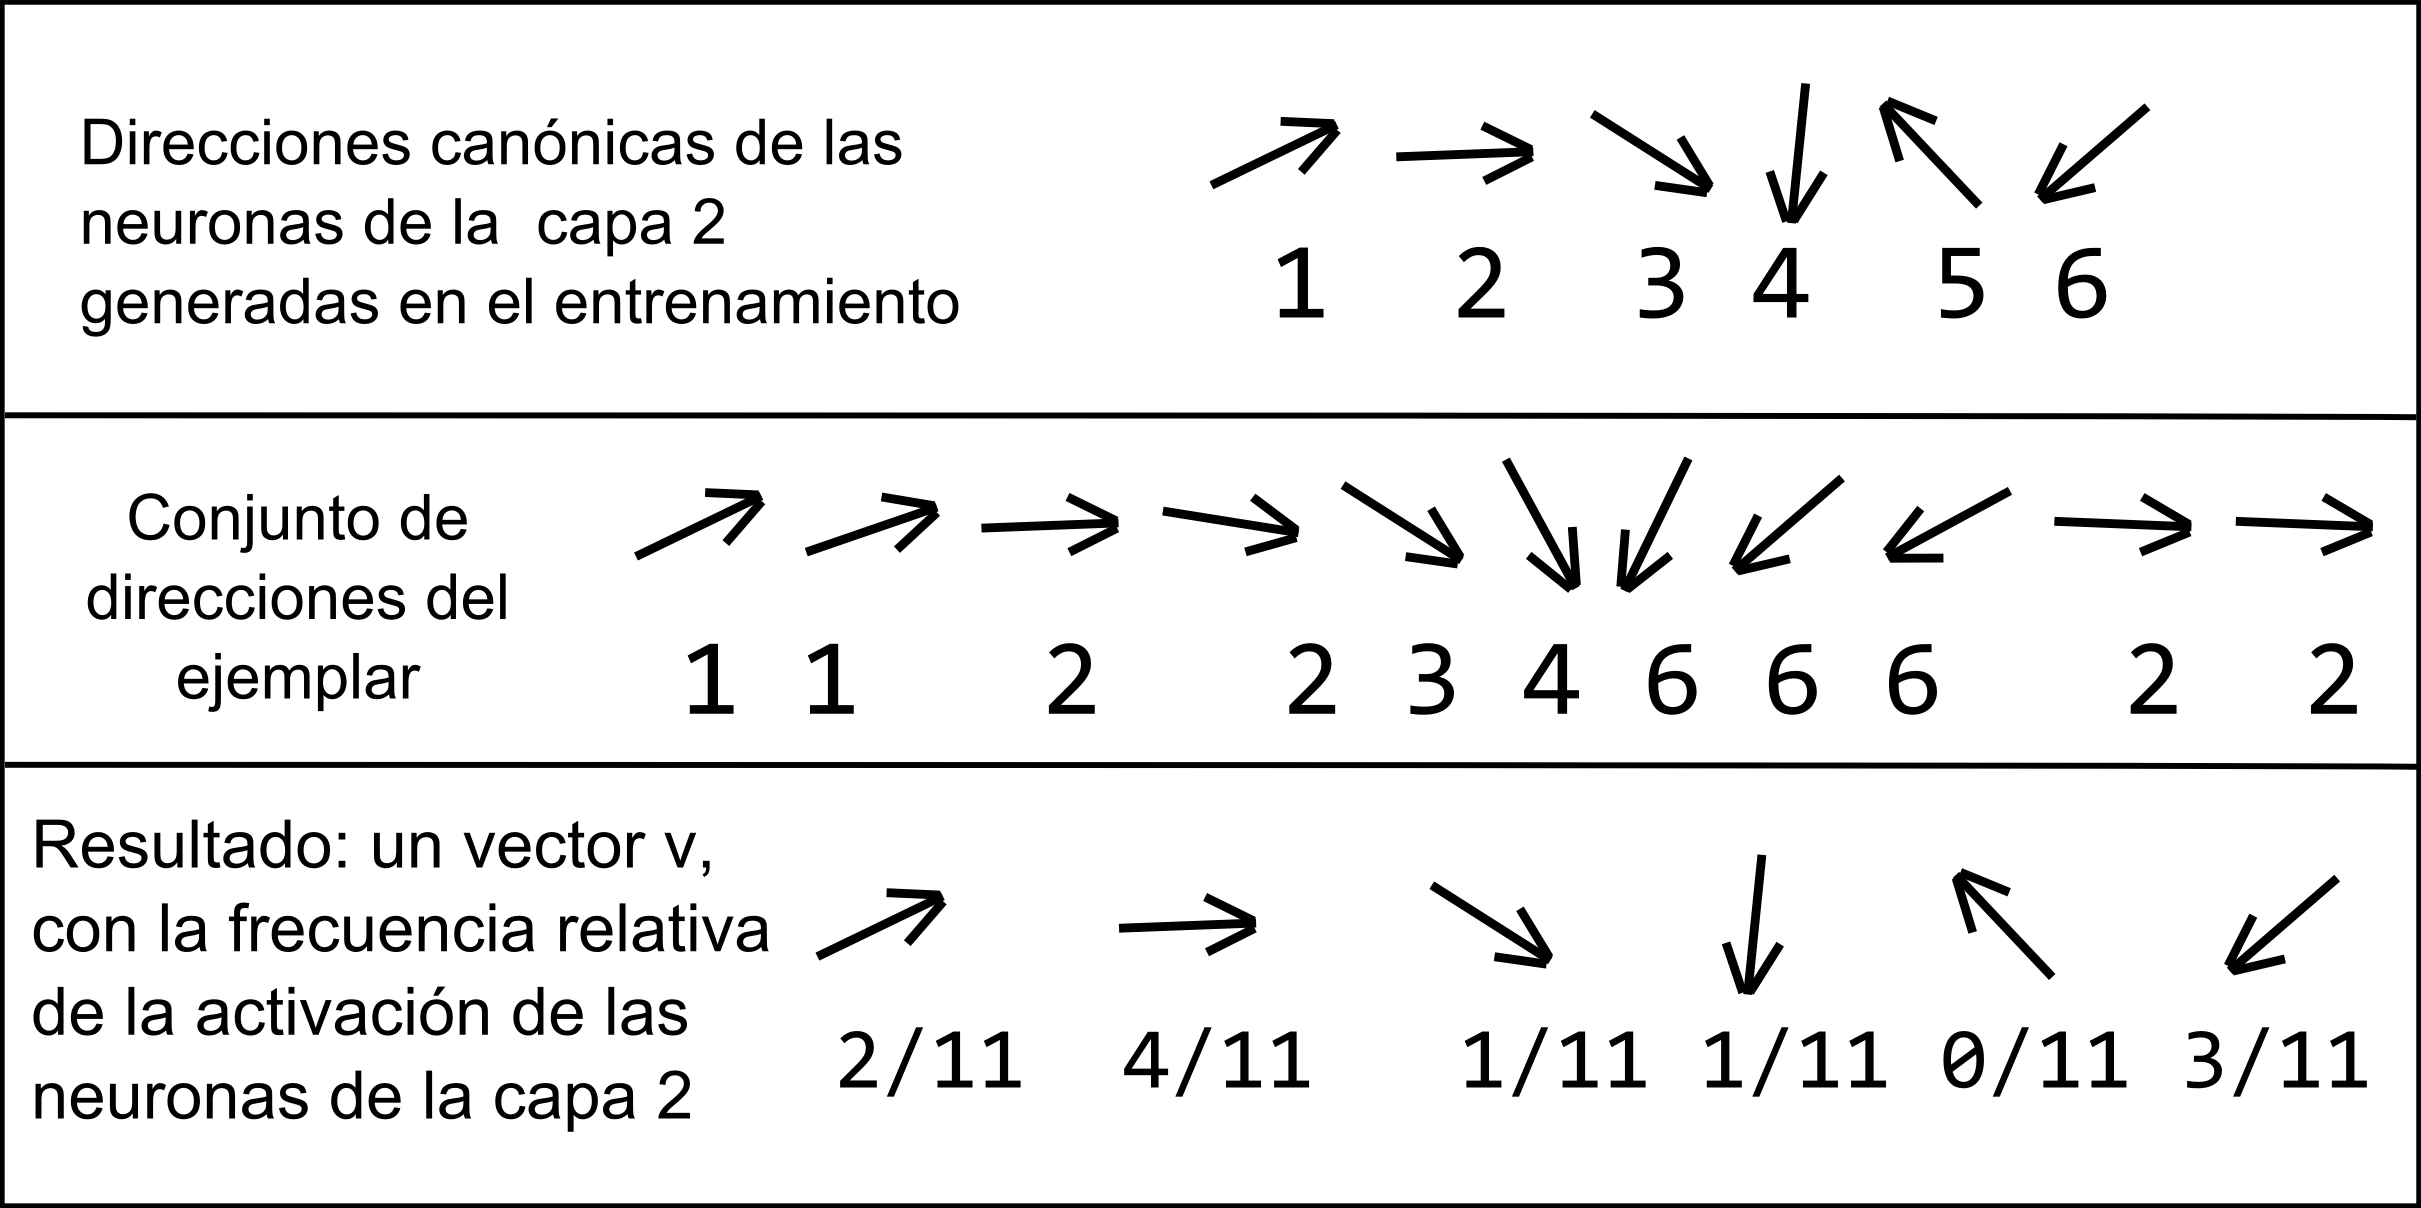 Direcciones canónicas de las
neuronas de la capa 2
generadas en el entrenamiento
1 2 3 4 5 6
Conjunto de
direcciones del
ejemplar
1 1 2 2 3 4 6 6 6 2 2
Resultado: un vector v,
con la frecuencia relativa
de la activación de las
neuronas de la capa 2
2/11 4/11 1/11 1/11 0/11 3/11